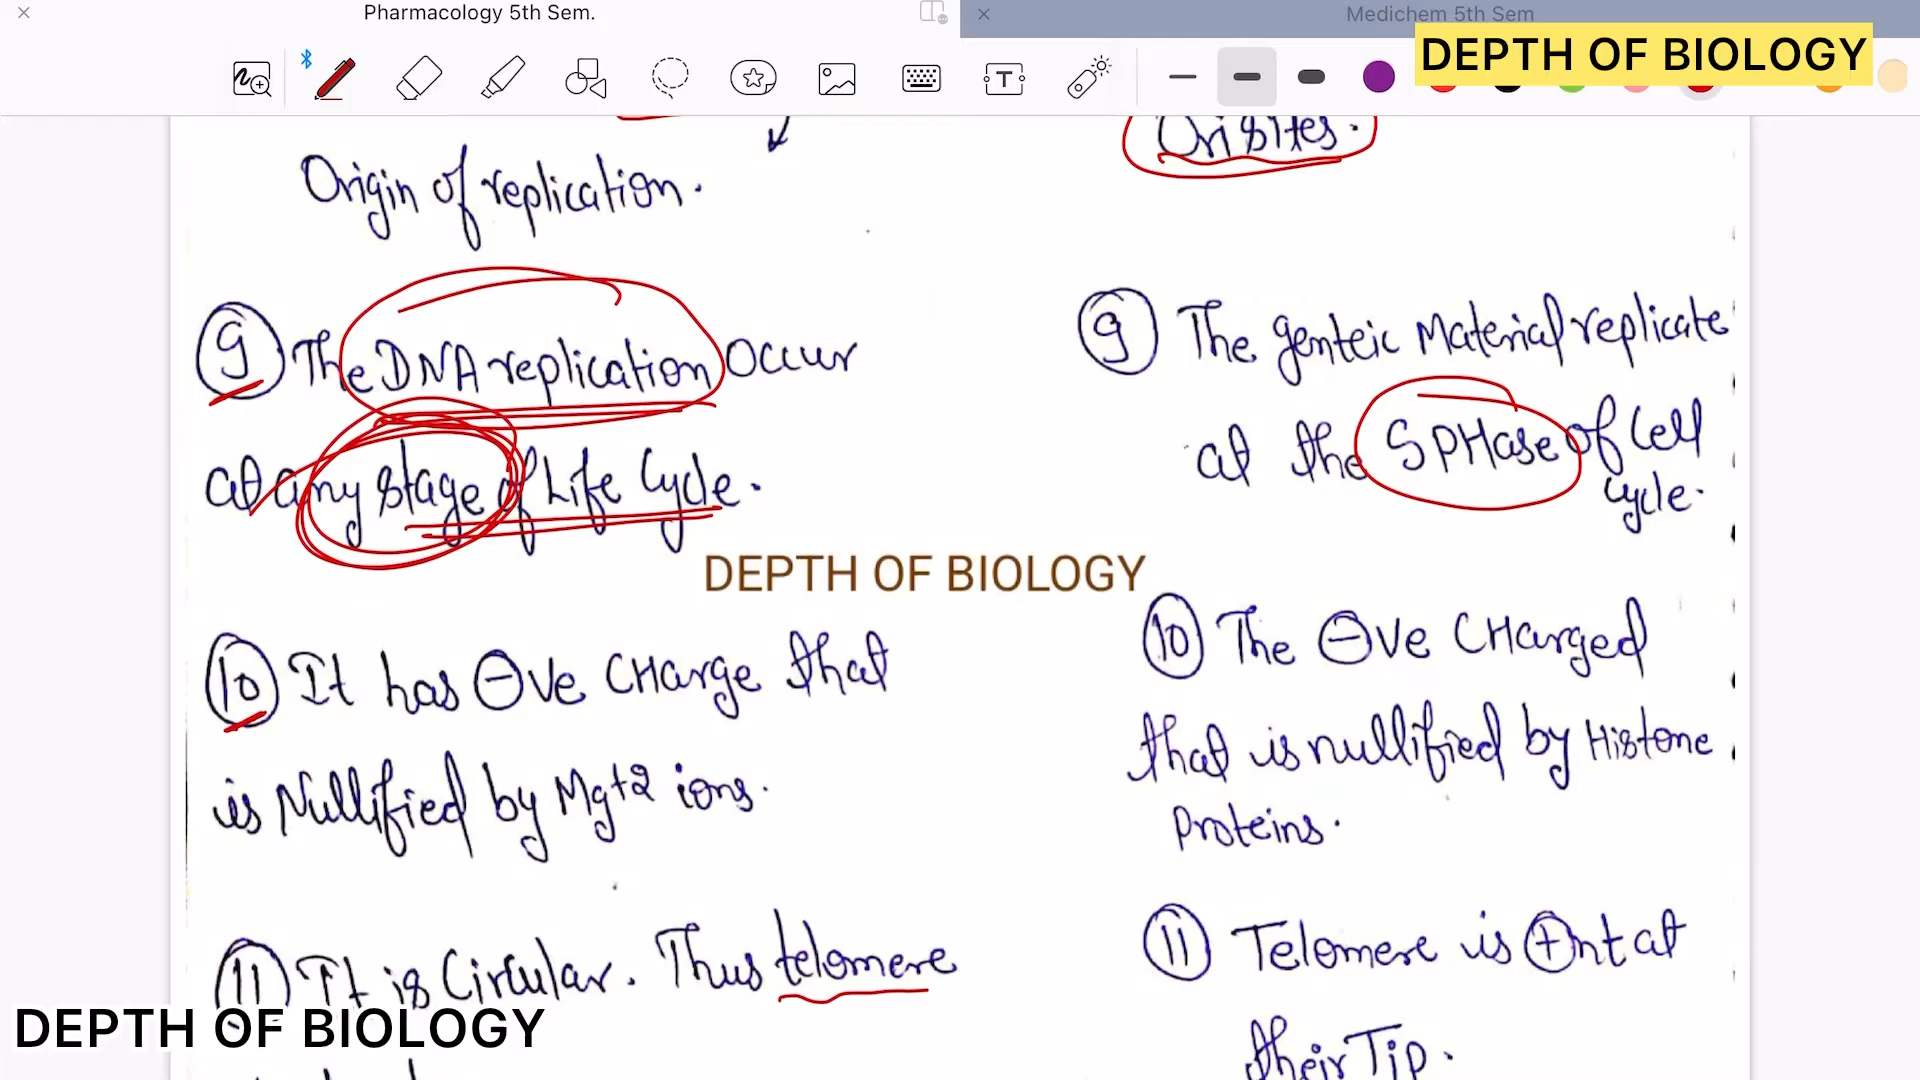 Pharmacology 5th Sem.
Medichem 5th Sem
DEPTH OF BIOLOGY
Origin of replication.
Ori sites.
9 The DNA replication Occur
at any stage of Life Cycle.
9 The genteic Material replicate
at the S PHase of Cell
cycle.
DEPTH OF BIOLOGY
10 It has ⊖ve CHarge that
is Nullified by Mg+2 ions.
10 The ⊖ve CHarged
that is nullified by Histone
Proteins.
11 It is Circular. Thus telomere
11 Telomere is ⊕nt at
their Tip.
DEPTH OF BIOLOGY